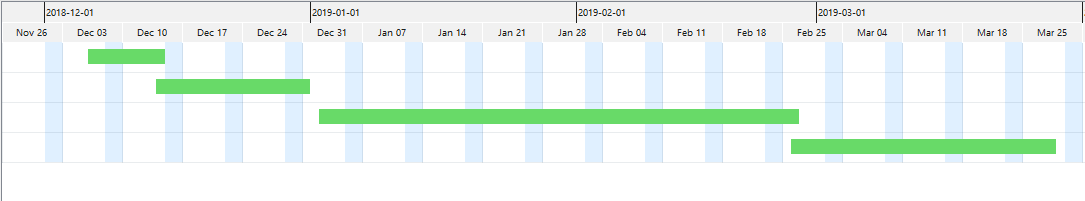 2018-12-01 2019-01-01 2019-02-01 2019-03-01
Nov 26 Dec 03 Dec 10 Dec 17 Dec 24 Dec 31 Jan 07 Jan 14 Jan 21 Jan 28 Feb 04 Feb 11 Feb 18 Feb 25 Mar 04 Mar 11 Mar 18 Mar 25